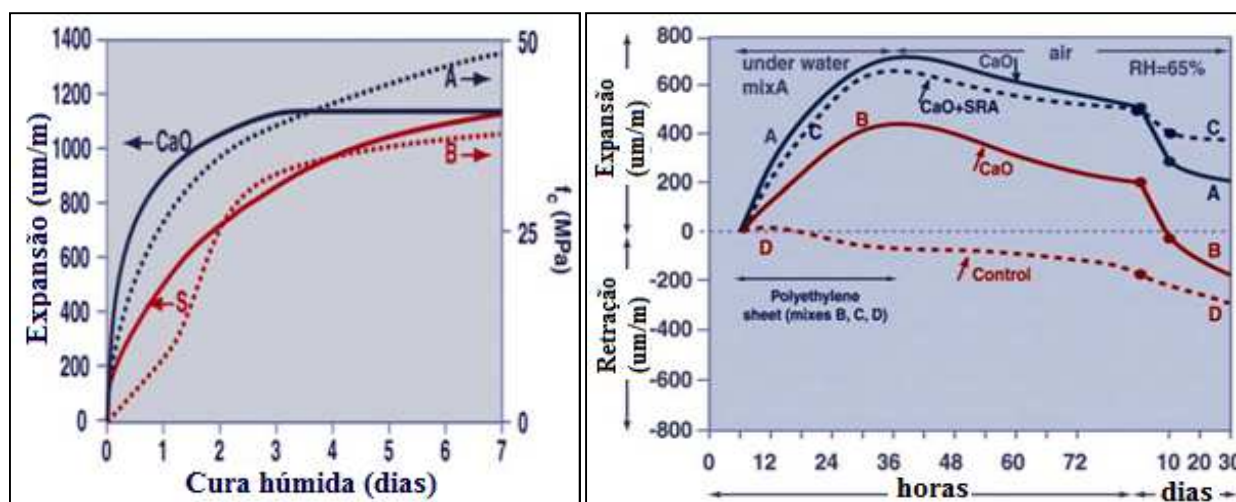 1400
1200
1000
800
600
400
200
0
Expansão (um/m)
CaO
A
S
B
50
25
0
f c (MPa)
0 1 2 3 4 5 6 7
Cura húmida (dias)
800
600
400
200
0
-200
-400
-600
-800
Expansão
(um/m)
Retração
(um/m)
under water
mixA
air
RH=65%
CaO
CaO+SRA
A
C
B
CaO
D
Control
C
A
B
D
Polyethylene
sheet (mixes B, C, D)
0 12 24 36 48 60 72 10 20 30
horas dias